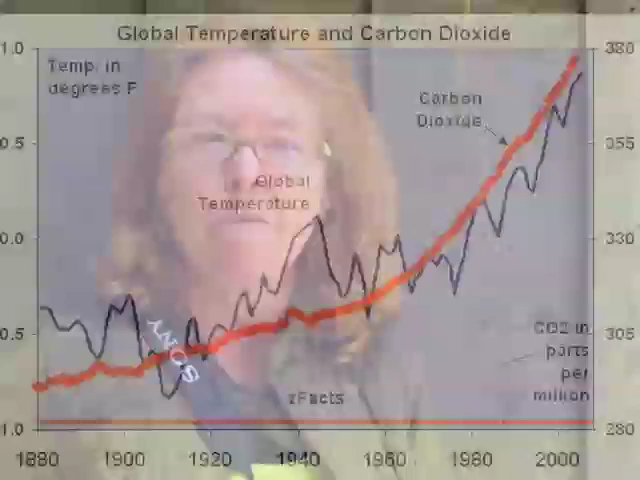 Global Temperature and Carbon Dioxide
1.0
380
Temp. in
degrees F
Carbon
Dioxide
0.5
355
Global
Temperature
0.0
330
0.5
305
CO2 in
parts
per
million
zFacts
1.0
280
1880 1900 1920 1940 1960 1980 2000